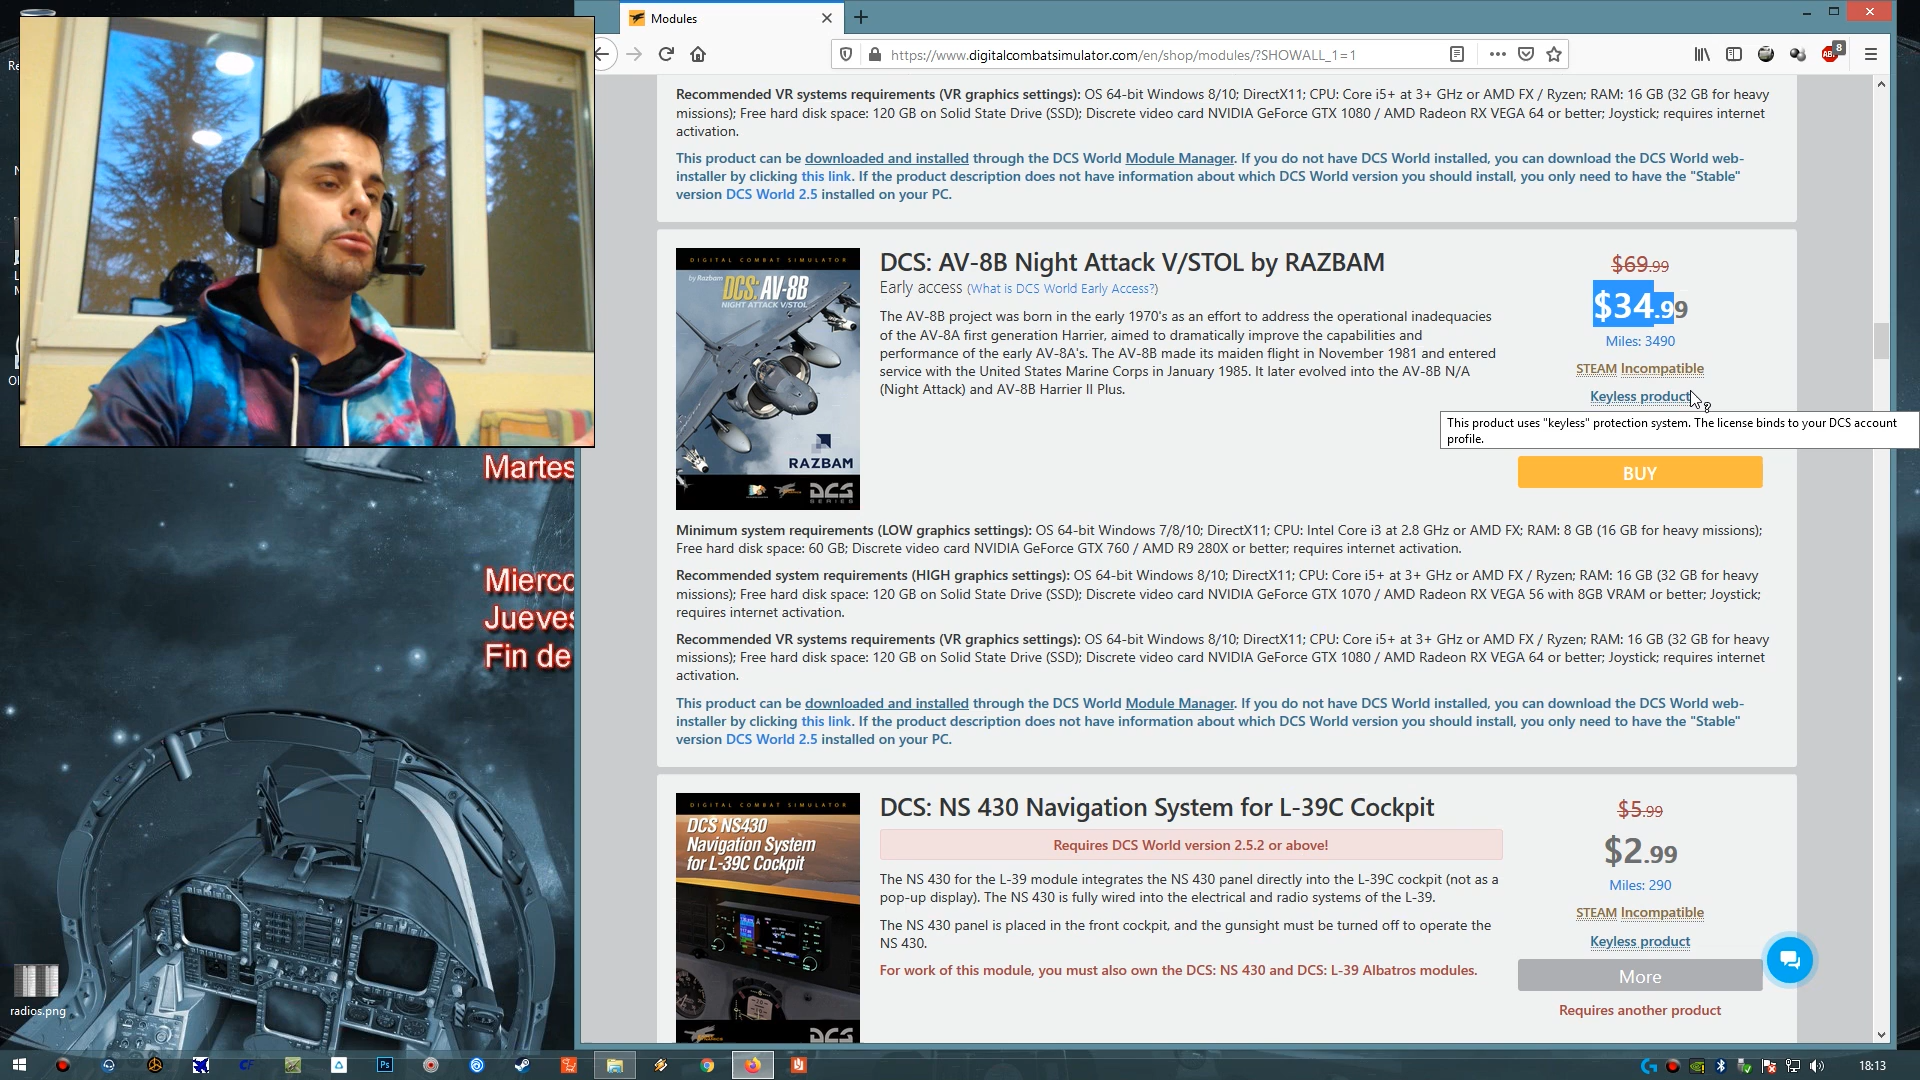 Modules
https://www.digitalcombatsimulator.com/en/shop/modules/?SHOWALL_1=1
8
Recommended VR systems requirements (VR graphics settings): OS 64-bit Windows 8/10; DirectX11; CPU: Core i5+ at 3+ GHz or AMD FX / Ryzen; RAM: 16 GB (32 GB for heavy
missions); Free hard disk space: 120 GB on Solid State Drive (SSD); Discrete video card NVIDIA GeForce GTX 1080 / AMD Radeon RX VEGA 64 or better; Joystick; requires internet
activation.
This product can be downloaded and installed through the DCS World Module Manager. If you do not have DCS World installed, you can download the DCS World web-
installer by clicking this link. If the product description does not have information about which DCS World version you should install, you only need to have the "Stable"
version DCS World 2.5 installed on your PC.
DIGITAL COMBAT SIMULATOR
by Razbam
DCS: AV-8B
NIGHT ATTACK V/STOL
RAZBAM
DCS
SERIES
DCS: AV-8B Night Attack V/STOL by RAZBAM
Early access (What is DCS World Early Access?)
The AV-8B project was born in the early 1970's as an effort to address the operational inadequacies
of the AV-8A first generation Harrier, aimed to dramatically improve the capabilities and
performance of the early AV-8A's. The AV-8B made its maiden flight in November 1981 and entered
service with the United States Marine Corps in January 1985. It later evolved into the AV-8B N/A
(Night Attack) and AV-8B Harrier II Plus.
$69.99
$34.99
Miles: 3490
STEAM Incompatible
Keyless product
This product uses "keyless" protection system. The license binds to your DCS account
profile.
BUY
Minimum system requirements (LOW graphics settings): OS 64-bit Windows 7/8/10; DirectX11; CPU: Intel Core i3 at 2.8 GHz or AMD FX; RAM: 8 GB (16 GB for heavy missions);
Free hard disk space: 60 GB; Discrete video card NVIDIA GeForce GTX 760 / AMD R9 280X or better; requires internet activation.
Recommended system requirements (HIGH graphics settings): OS 64-bit Windows 8/10; DirectX11; CPU: Core i5+ at 3+ GHz or AMD FX / Ryzen; RAM: 16 GB (32 GB for heavy
missions); Free hard disk space: 120 GB on Solid State Drive (SSD); Discrete video card NVIDIA GeForce GTX 1070 / AMD Radeon RX VEGA 56 with 8GB VRAM or better; Joystick;
requires internet activation.
Recommended VR systems requirements (VR graphics settings): OS 64-bit Windows 8/10; DirectX11; CPU: Core i5+ at 3+ GHz or AMD FX / Ryzen; RAM: 16 GB (32 GB for heavy
missions); Free hard disk space: 120 GB on Solid State Drive (SSD); Discrete video card NVIDIA GeForce GTX 1080 / AMD Radeon RX VEGA 64 or better; Joystick; requires internet
activation.
This product can be downloaded and installed through the DCS World Module Manager. If you do not have DCS World installed, you can download the DCS World web-
installer by clicking this link. If the product description does not have information about which DCS World version you should install, you only need to have the "Stable"
version DCS World 2.5 installed on your PC.
DIGITAL COMBAT SIMULATOR
DCS NS430
Navigation System
for L-39C Cockpit
DCS
DCS: NS 430 Navigation System for L-39C Cockpit
Requires DCS World version 2.5.2 or above!
The NS 430 for the L-39 module integrates the NS 430 panel directly into the L-39C cockpit (not as a
pop-up display). The NS 430 is fully wired into the electrical and radio systems of the L-39.
The NS 430 panel is placed in the front cockpit, and the gunsight must be turned off to operate the
NS 430.
For work of this module, you must also own the DCS: NS 430 and DCS: L-39 Albatros modules.
$5.99
$2.99
Miles: 290
STEAM Incompatible
Keyless product
More
Requires another product
Martes
Mierco
Jueves
Fin de
radios.png
18:13